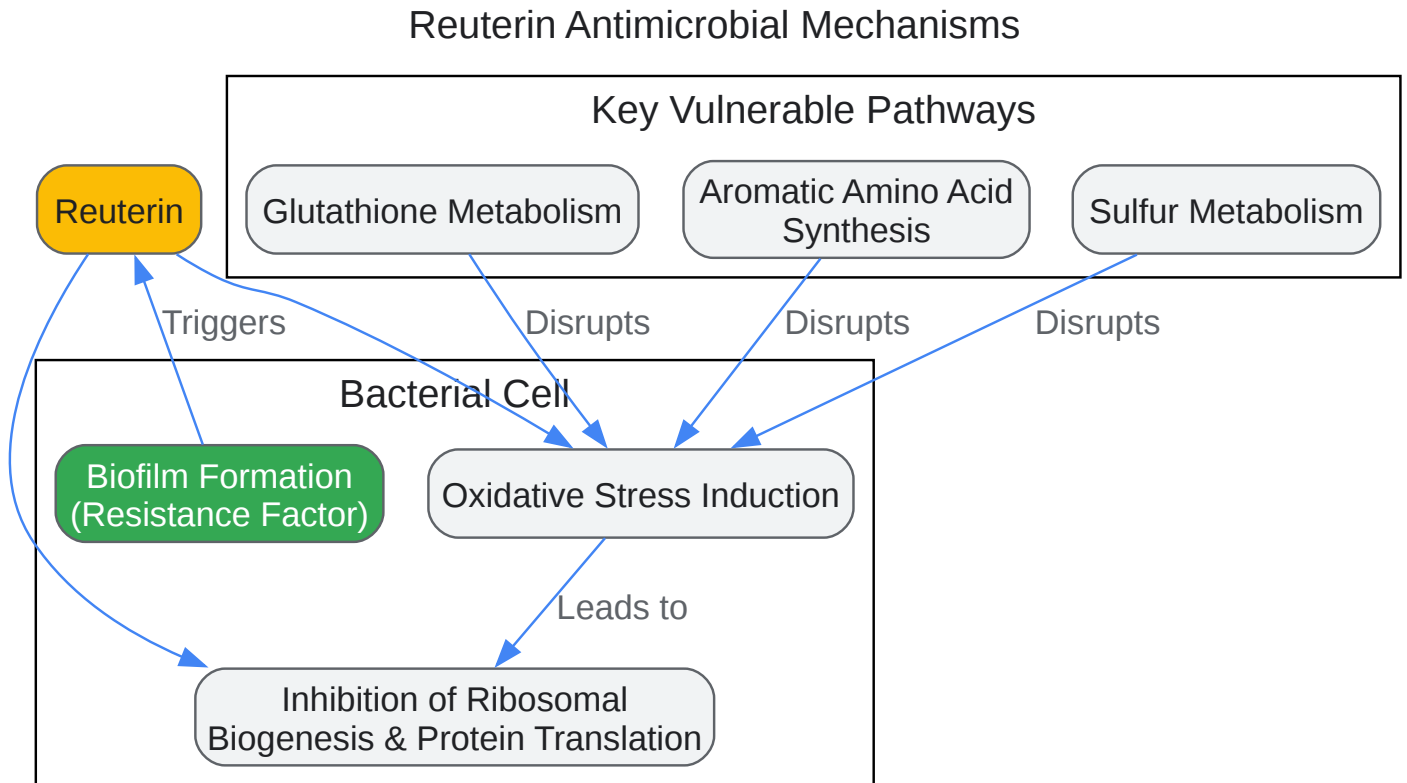 Reuterin Antimicrobial Mechanisms
Key Vulnerable Pathways
Reuterin
Glutathione Metabolism
Aromatic Amino Acid
Synthesis
Sulfur Metabolism
Triggers
Disrupts
Disrupts
Disrupts
Bacterial Cell
Biofilm Formation
(Resistance Factor)
Oxidative Stress Induction
Leads to
Inhibition of Ribosomal
Biogenesis & Protein Translation